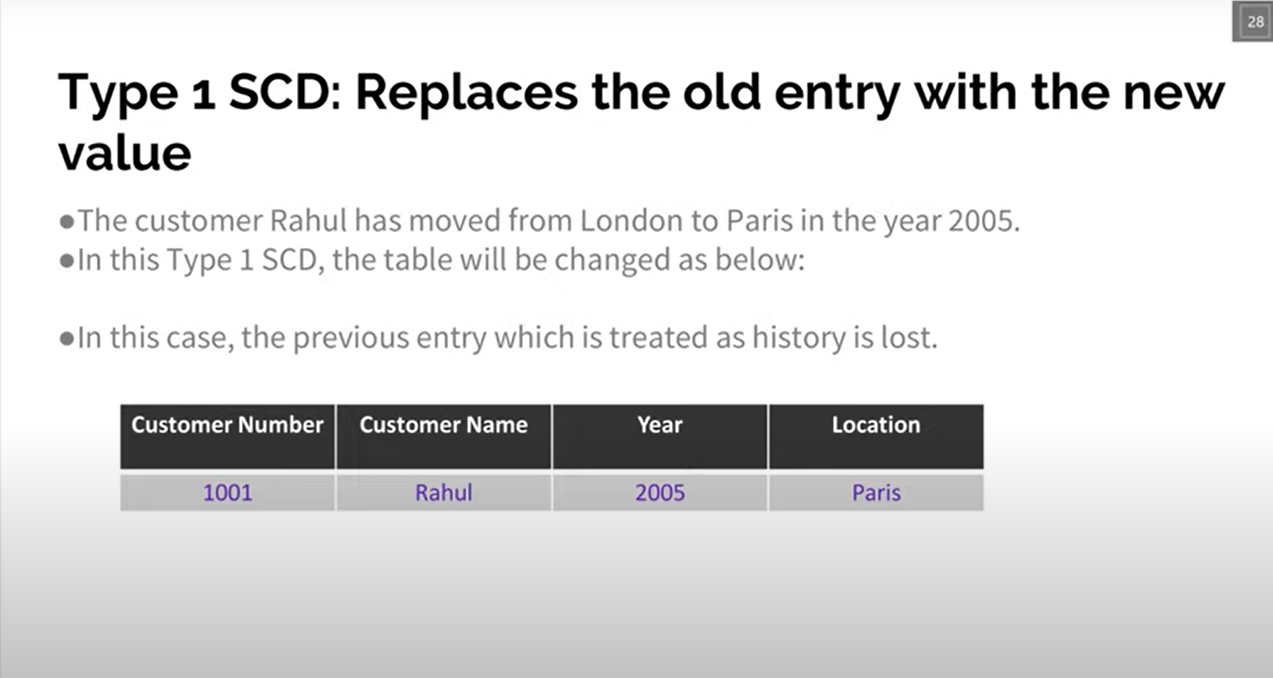 28
Type 1 SCD: Replaces the old entry with the new
value
●The customer Rahul has moved from London to Paris in the year 2005.
●In this Type 1 SCD, the table will be changed as below:
●In this case, the previous entry which is treated as history is lost.
Customer Number Customer Name Year Location
1001 Rahul 2005 Paris